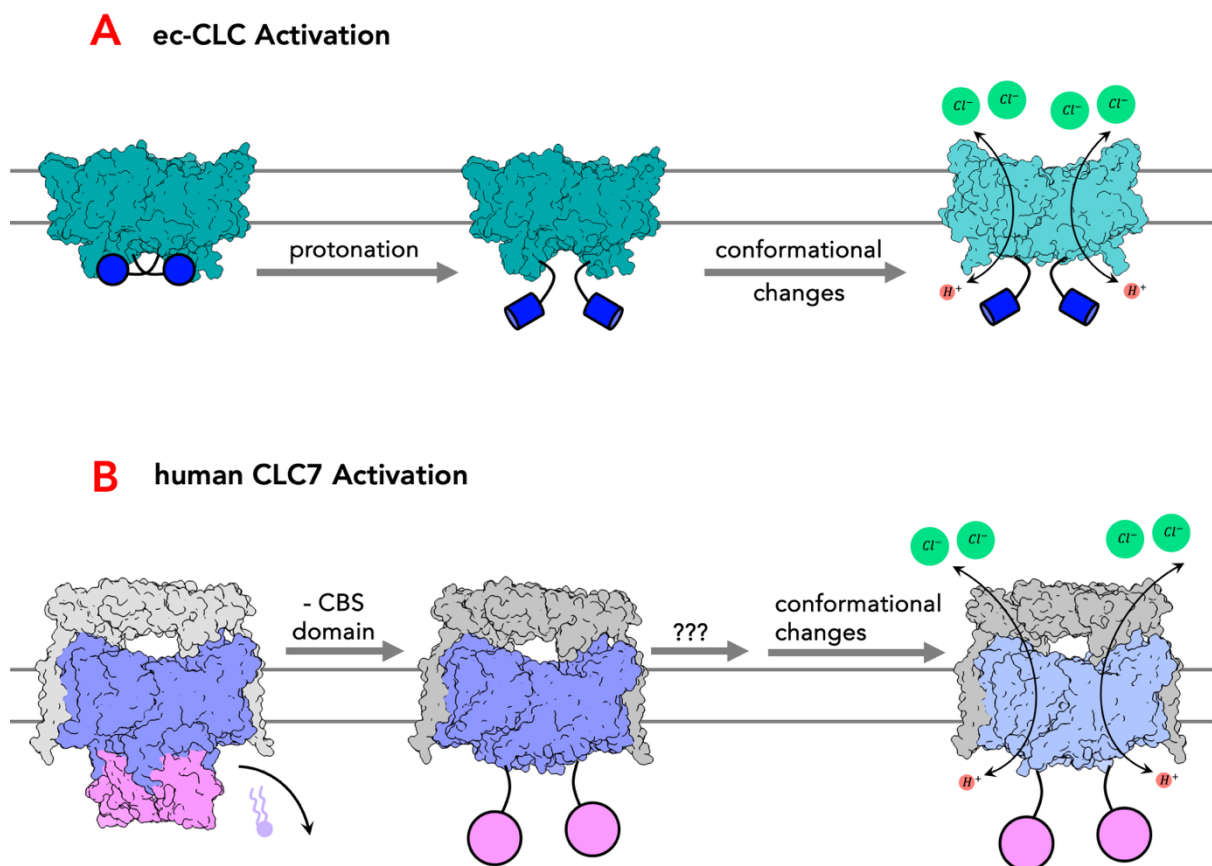 A ec-CLC Activation
Cl⁻ Cl⁻ Cl⁻ Cl⁻
protonation
conformational
changes
H⁺ H⁺
B human CLC7 Activation
Cl⁻ Cl⁻ Cl⁻ Cl⁻
- CBS
domain
???
conformational
changes
H⁺ H⁺